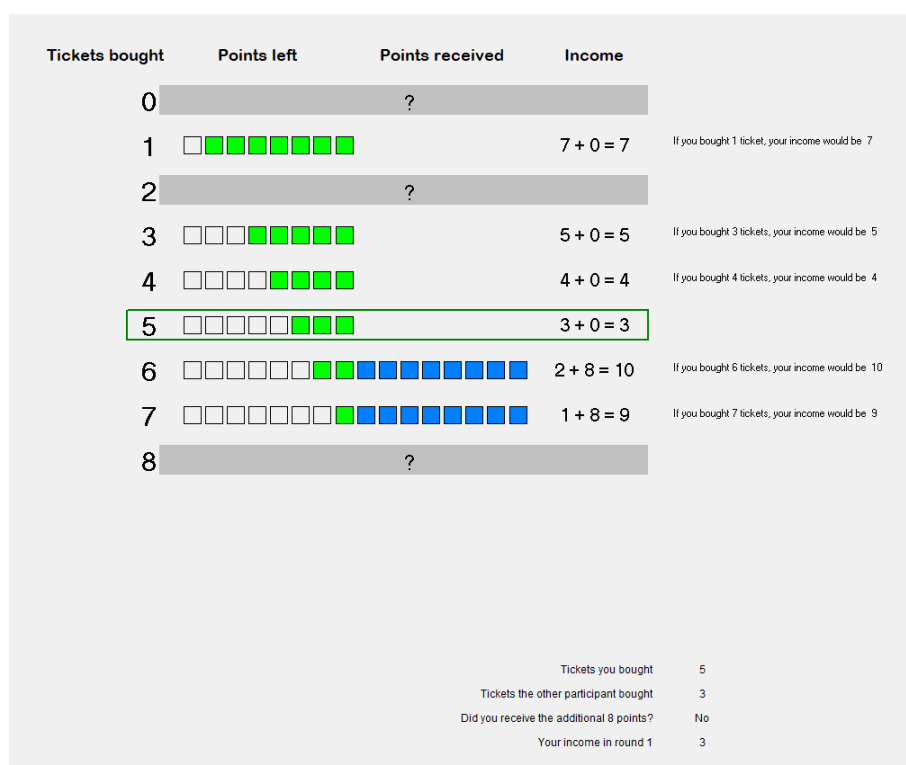 Tickets bought Points left Points received Income
0 ?
1 7 + 0 = 7 If you bought 1 ticket, your income would be 7
2 ?
3 5 + 0 = 5 If you bought 3 tickets, your income would be 5
4 4 + 0 = 4 If you bought 4 tickets, your income would be 4
5 3 + 0 = 3
6 2 + 8 = 10 If you bought 6 tickets, your income would be 10
7 1 + 8 = 9 If you bought 7 tickets, your income would be 9
8 ?
Tickets you bought 5
Tickets the other participant bought 3
Did you receive the additional 8 points? No
Your income in round 1 3